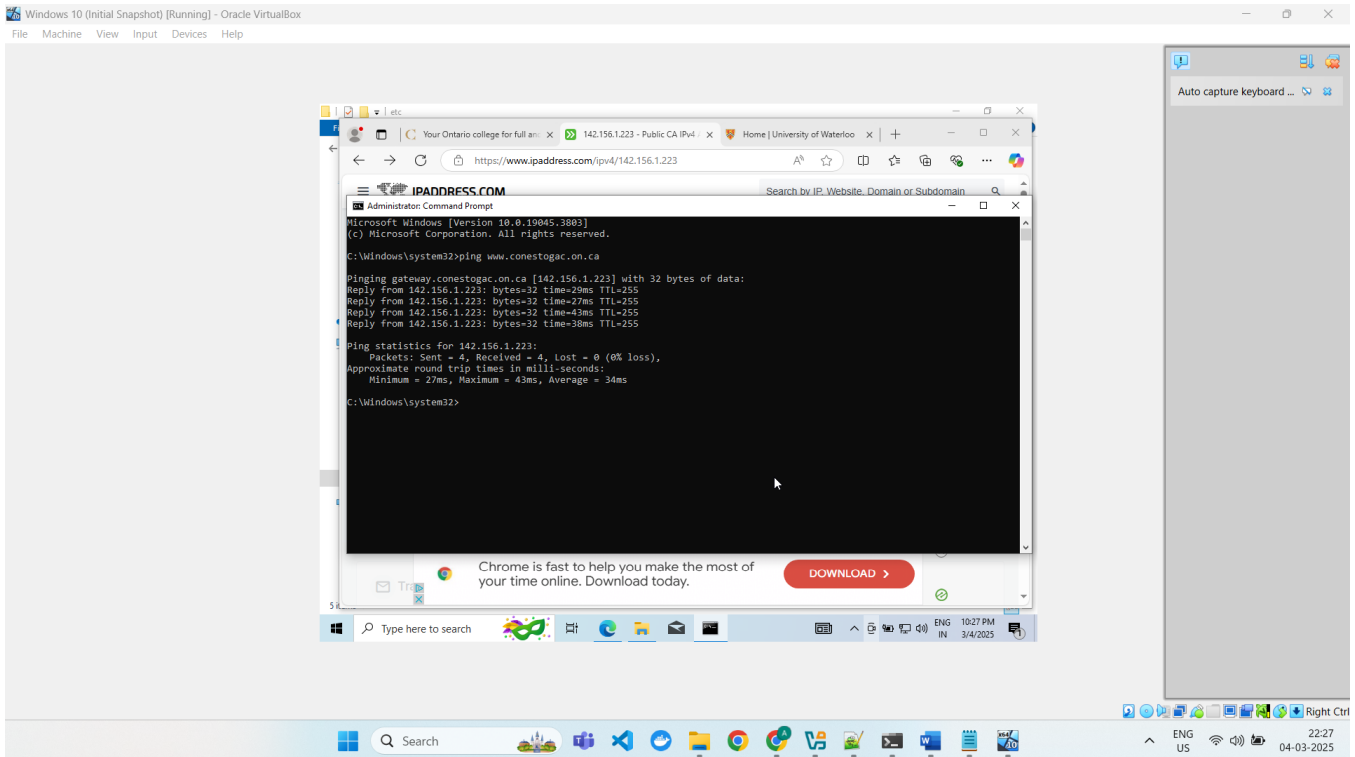 Windows 10 (Initial Snapshot) [Running] - Oracle VirtualBox
File Machine View Input Devices Help
Auto capture keyboard ...
etc
Your Ontario college for full and
142.156.1.223 - Public CA IPv4
Home | University of Waterloo
https://www.ipaddress.com/ipv4/142.156.1.223
IPADDRESS.COM
Search by IP, Website, Domain or Subdomain
Administrator: Command Prompt
Microsoft Windows [Version 10.0.19045.3803]
(c) Microsoft Corporation. All rights reserved.
C:\Windows\system32>ping www.conestogac.on.ca
Pinging gateway.conestogac.on.ca [142.156.1.223] with 32 bytes of data:
Reply from 142.156.1.223: bytes=32 time=29ms TTL=255
Reply from 142.156.1.223: bytes=32 time=27ms TTL=255
Reply from 142.156.1.223: bytes=32 time=43ms TTL=255
Reply from 142.156.1.223: bytes=32 time=38ms TTL=255
Ping statistics for 142.156.1.223:
Packets: Sent = 4, Received = 4, Lost = 0 (0% loss),
Approximate round trip times in milli-seconds:
Minimum = 27ms, Maximum = 43ms, Average = 34ms
C:\Windows\system32>
Chrome is fast to help you make the most of
your time online. Download today.
DOWNLOAD >
Type here to search
ENG
IN
10:27 PM
3/4/2025
Right Ctrl
Search
ENG
US
22:27
04-03-2025